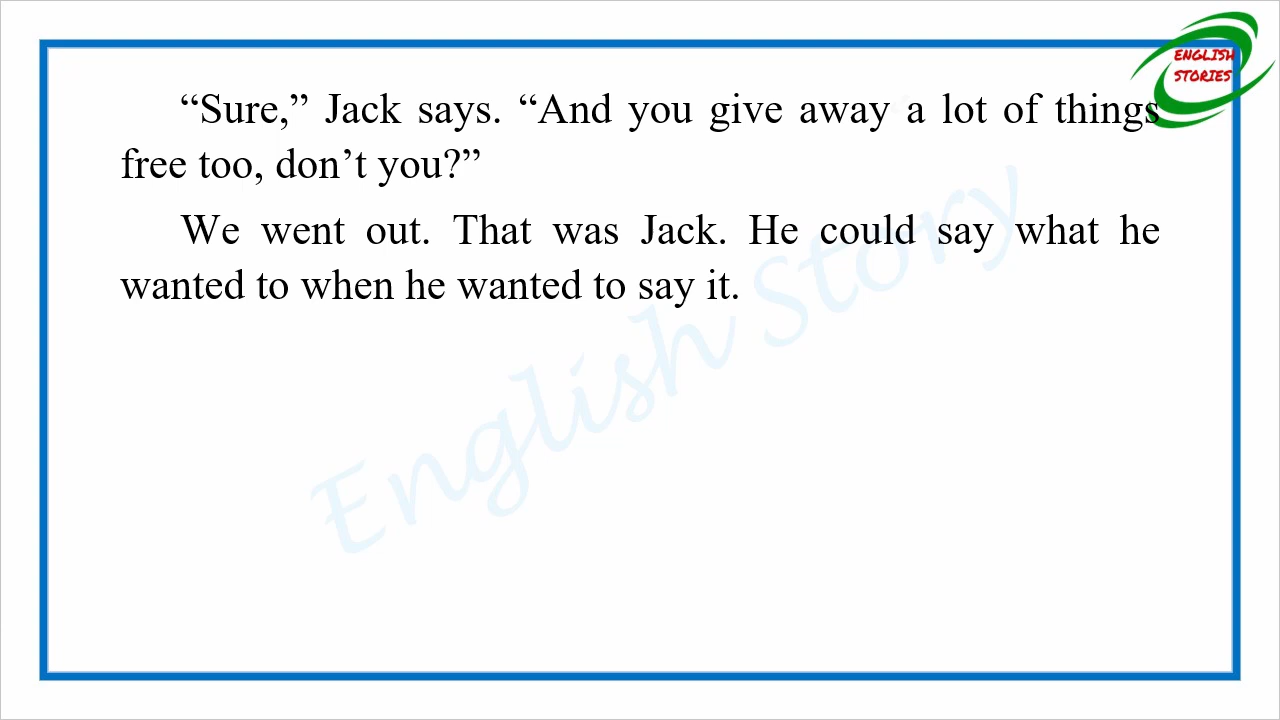 ENGLISH
STORIES
“Sure,” Jack says. “And you give away a lot of things
free too, don’t you?”
We went out. That was Jack. He could say what he
wanted to when he wanted to say it.
English Story